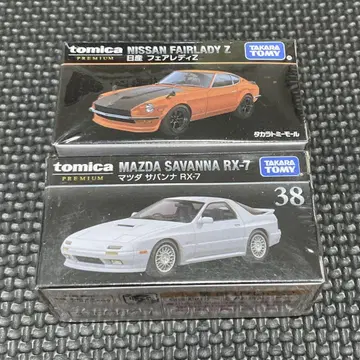 tomica NISSAN FAIRLADY Z TAKARA TOMY
PREMIUM 日産 フェアレディZ
タカラトミーモール
tomica MAZDA SAVANNA RX-7 TAKARA TOMY
PREMIUM マツダ サバンナ RX-7
38